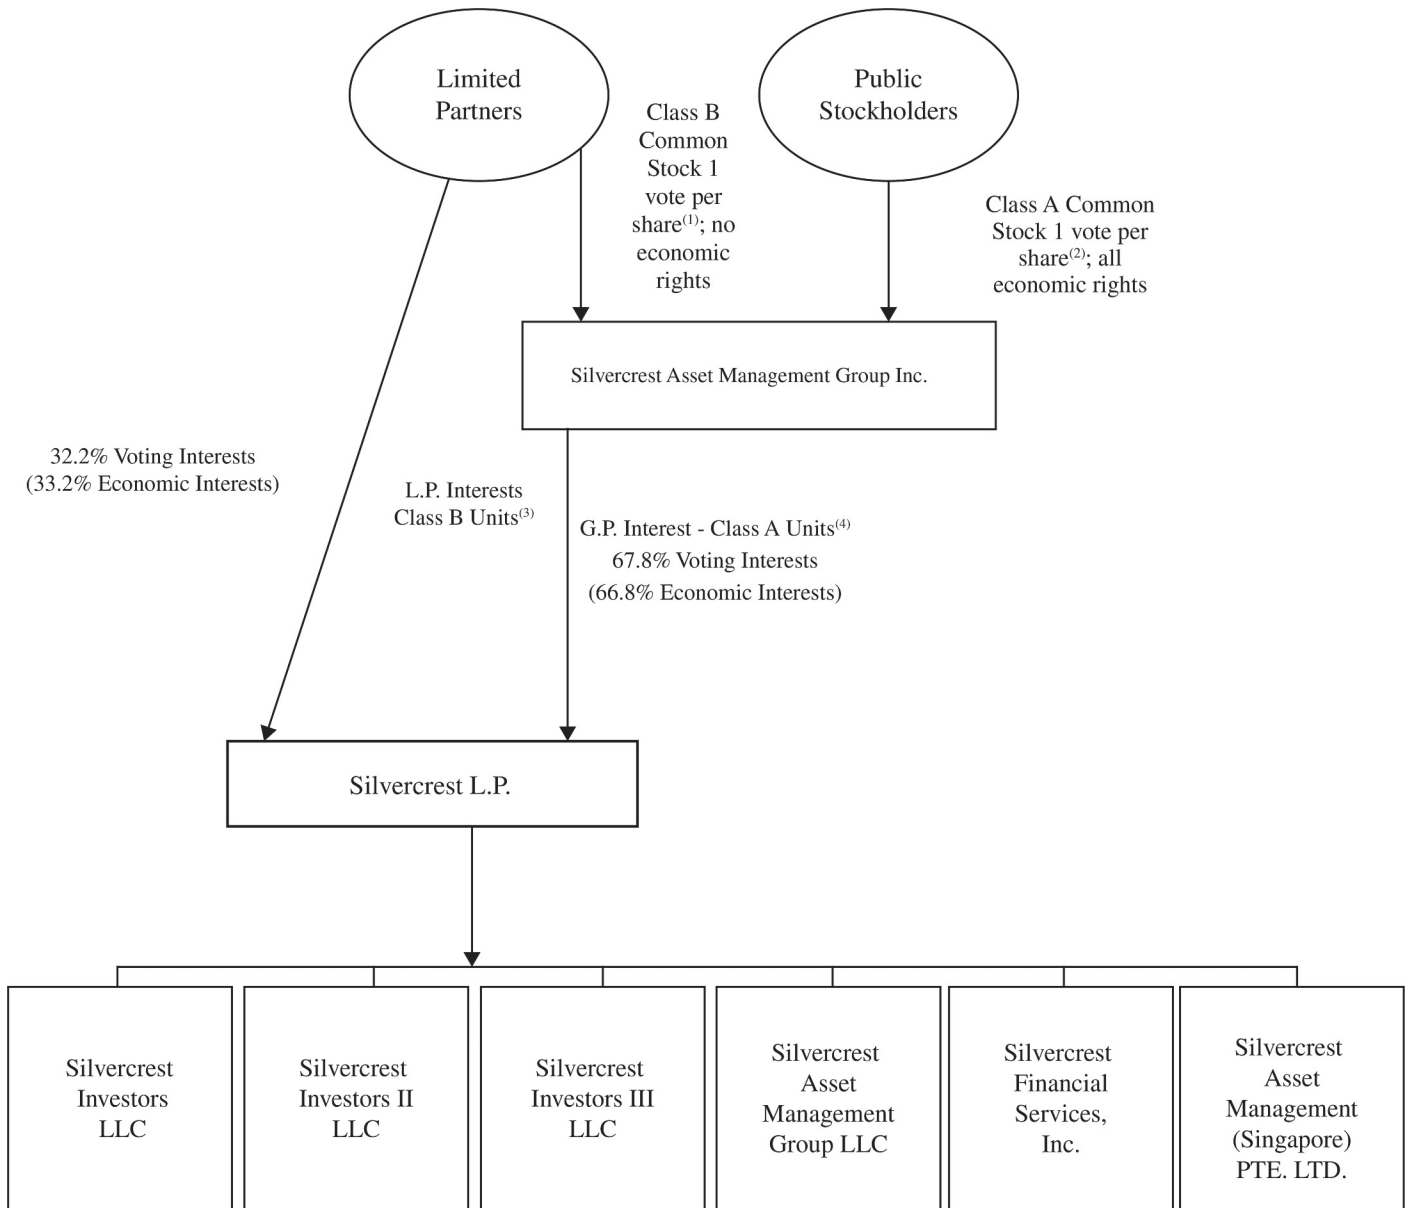 Limited
Partners
Public
Stockholders
Class B
Common
Stock 1
vote per
share(1); no
economic
rights
Class A Common
Stock 1 vote per
share(2); all
economic rights
Silvercrest Asset Management Group Inc.
32.2% Voting Interests
(33.2% Economic Interests)
L.P. Interests
Class B Units(3)
G.P. Interest - Class A Units(4)
67.8% Voting Interests
(66.8% Economic Interests)
Silvercrest L.P.
Silvercrest
Investors
LLC
Silvercrest
Investors II
LLC
Silvercrest
Investors III
LLC
Silvercrest
Asset
Management
Group LLC
Silvercrest
Financial
Services,
Inc.
Silvercrest
Asset
Management
(Singapore)
PTE. LTD.